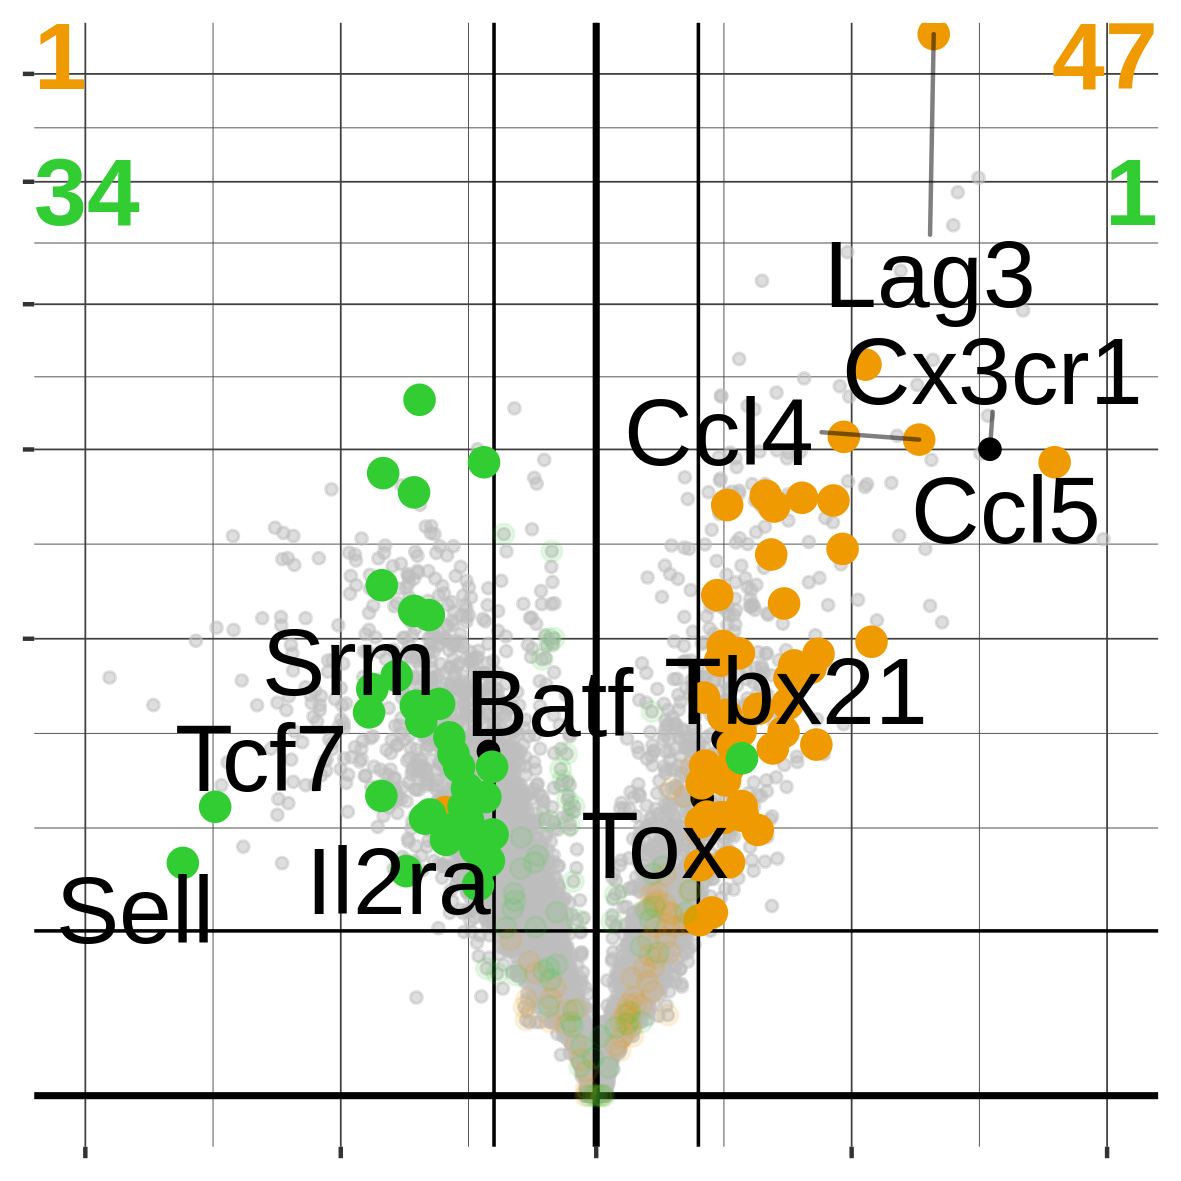 1
47
34
1
Lag3
Cx3cr1
Ccl4
Ccl5
Srm
Batf
Tbx21
Tcf7
Tox
Il2ra
Sell